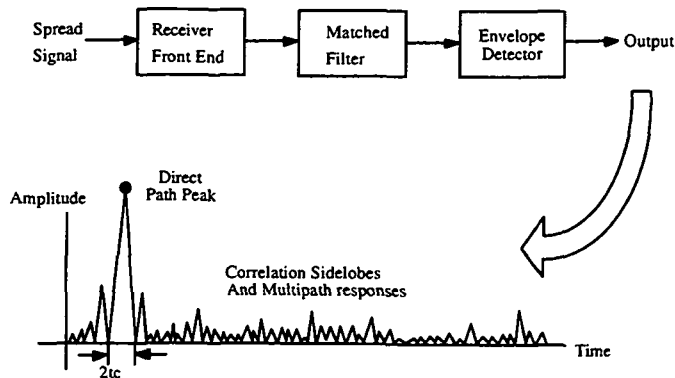 Spread
Signal
Receiver
Front End
Matched
Filter
Envelope
Detector
Output
Direct
Path Peak
Amplitude
Correlation Sidelobes
And Multipath responses
Time
2tc